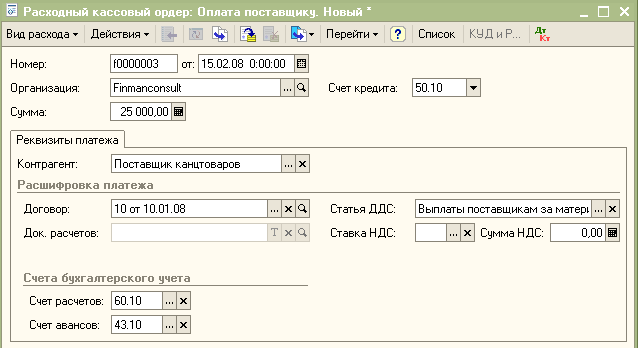 Расходный кассовый ордер: Оплата поставщику. Новый *
Вид расхода Действия Перейти ? Список КУД и Р... Дт Кт
Номер: f0000003 от: 15.02.08 0:00:00
Организация: Finmanconsult ... Счет кредита: 50.10
Сумма: 25 000,00
Реквизиты платежа
Контрагент: Поставщик канцтоваров ... ×
Расшифровка платежа
Договор: 10 от 10.01.08 ... × Статья ДДС: Выплаты поставщикам за матери ... ×
Док. расчетов: T × Ставка НДС: ... × Сумма НДС: 0,00
Счета бухгалтерского учета
Счет расчетов: 60.10 ... ×
Счет авансов: 43.10 ... ×